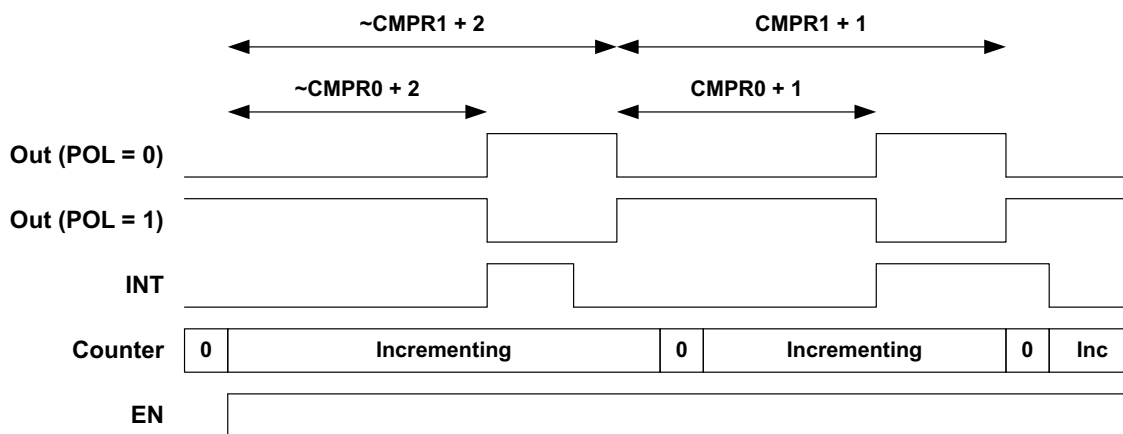 ~CMPR1 + 2 CMPR1 + 1
~CMPR0 + 2 CMPR0 + 1
Out (POL = 0)
Out (POL = 1)
INT
Counter 0 Incrementing 0 Incrementing 0 Inc
EN